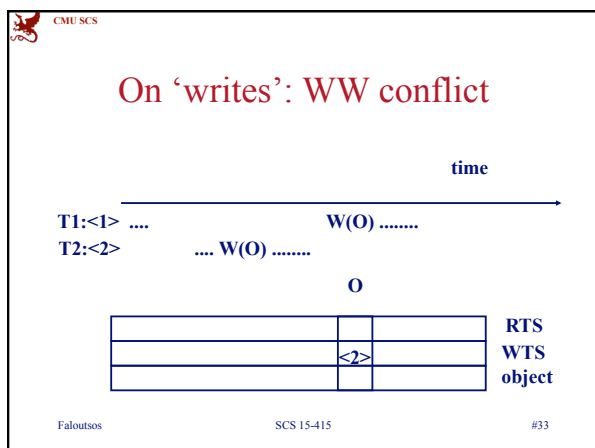 CMU SCS
On ‘writes’: WW conflict
time
T1:<1> .... W(O) ........
T2:<2> .... W(O) ........
O
RTS
<2> WTS
object
Faloutsos SCS 15-415 #33